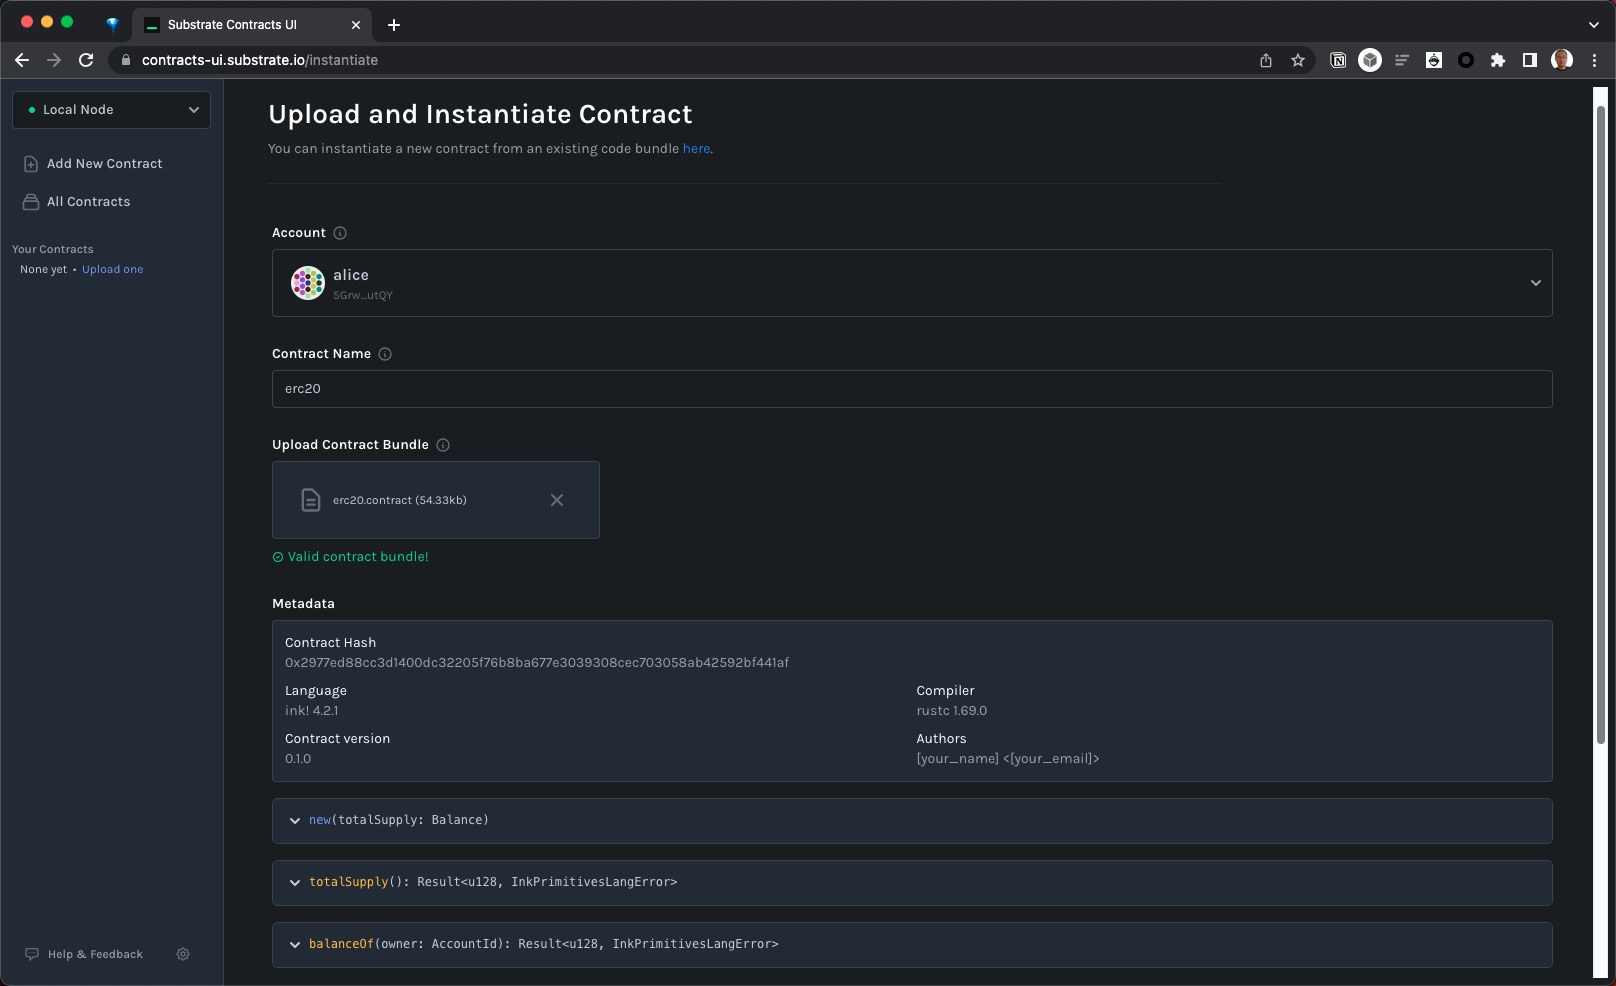 Substrate Contracts UI
contracts-ui.substrate.io/instantiate
Local Node
Add New Contract
All Contracts
Your Contracts
None yet • Upload one
Help & Feedback
Upload and Instantiate Contract
You can instantiate a new contract from an existing code bundle here.
Account
alice
5Grw...utQY
Contract Name
erc20
Upload Contract Bundle
erc20.contract (54.33kb)
Valid contract bundle!
Metadata
Contract Hash
0x2977ed88cc3d1400dc32205f76b8ba677e3039308cec703058ab42592bf441af
Language
ink! 4.2.1
Compiler
rustc 1.69.0
Contract version
0.1.0
Authors
[your_name] <[your_email]>
new(totalSupply: Balance)
totalSupply(): Result<u128, InkPrimitivesLangError>
balanceOf(owner: AccountId): Result<u128, InkPrimitivesLangError>